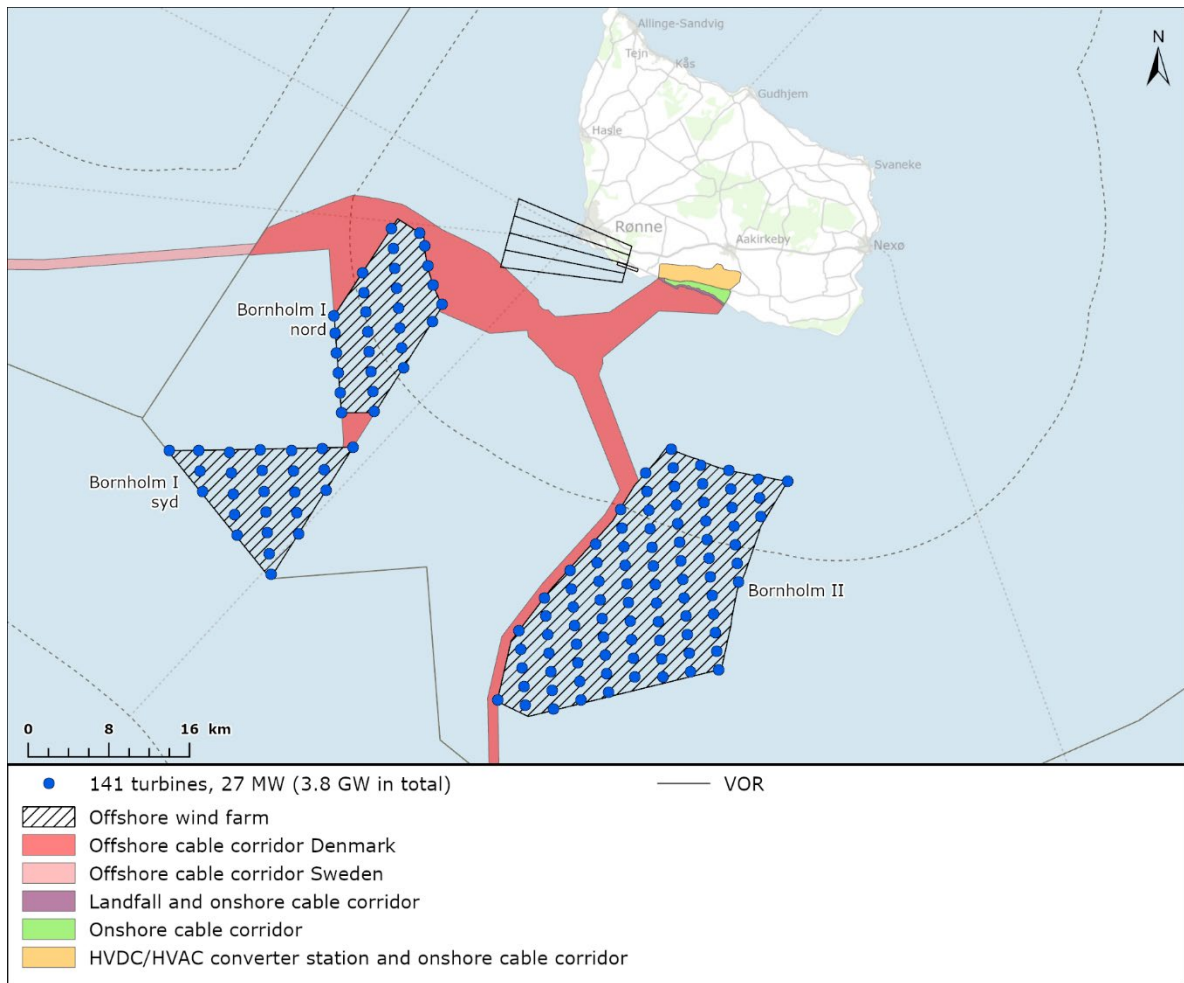 Allinge-Sandvig
N
Tejn
Kås
Gudhjem
Hasle
Svaneke
Rønne
Aakirkeby
Nexø
Bornholm I
nord
Bornholm I
syd
Bornholm II
0 8 16 km
141 turbines, 27 MW (3.8 GW in total)
VOR
Offshore wind farm
Offshore cable corridor Denmark
Offshore cable corridor Sweden
Landfall and onshore cable corridor
Onshore cable corridor
HVDC/HVAC converter station and onshore cable corridor